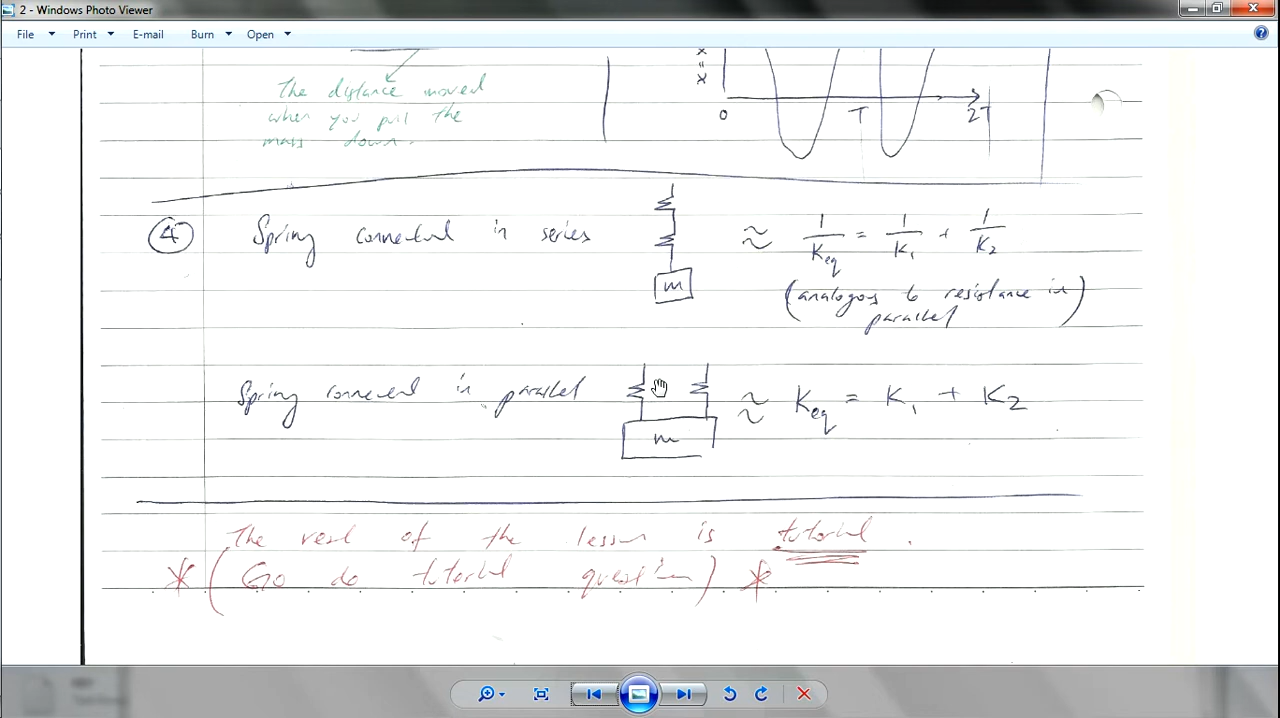 2 - Windows Photo Viewer
File Print E-mail Burn Open
The distance moved
when you pull the
mass down.
x = x
0 T 2T
4 Spring connected in series m ≈ 1/Keq = 1/K1 + 1/K2
(analogous to resistance in
parallel)
Spring connected in parallel m ≈ Keq = K1 + K2
The rest of the lesson is tutorial.
* (Go do tutorial question) *